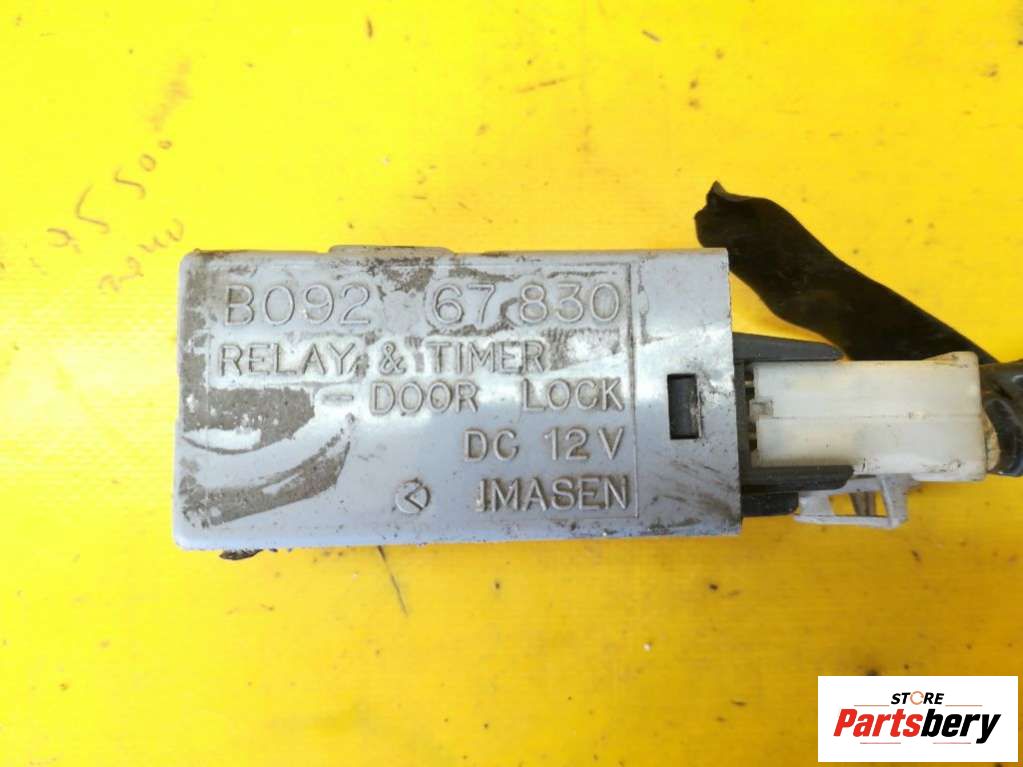 B092 67 830
RELAY & TIMER
-DOOR LOCK
DC 12V
IMASEN
STORE
Partsbery